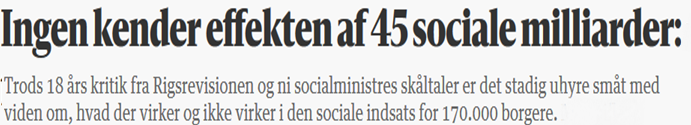 Ingen kender effekten af 45 sociale milliarder:
Trods 18 års kritik fra Rigsrevisionen og ni socialministres skåltaler er det stadig uhyre småt med
viden om, hvad der virker og ikke virker i den sociale indsats for 170.000 borgere.